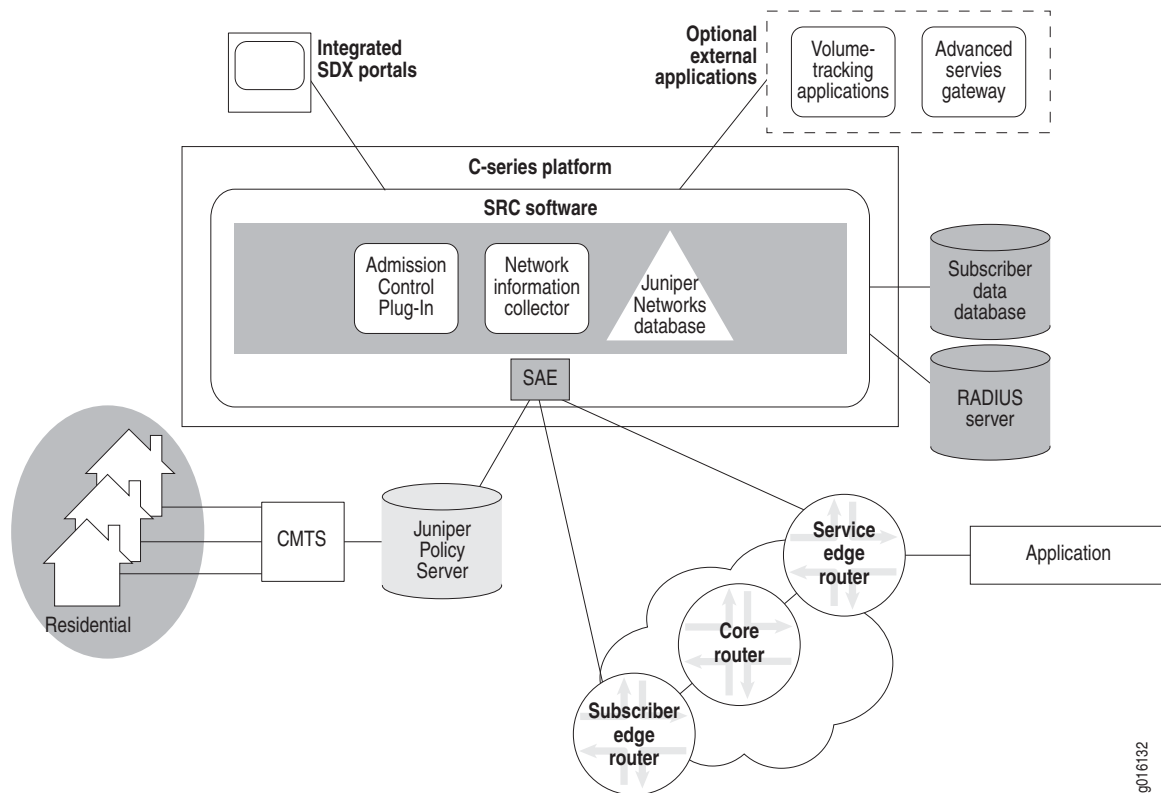 Integrated
SDX portals
Optional
external
applications
Volume-
tracking
applications
Advanced
servies
gateway
C-series platform
SRC software
Admission
Control
Plug-In
Network
information
collector
Juniper
Networks
database
Subscriber
data
database
SAE
RADIUS
server
CMTS
Juniper
Policy
Server
Service
edge
router
Application
Residential
Core
router
Subscriber
edge
router
g016132